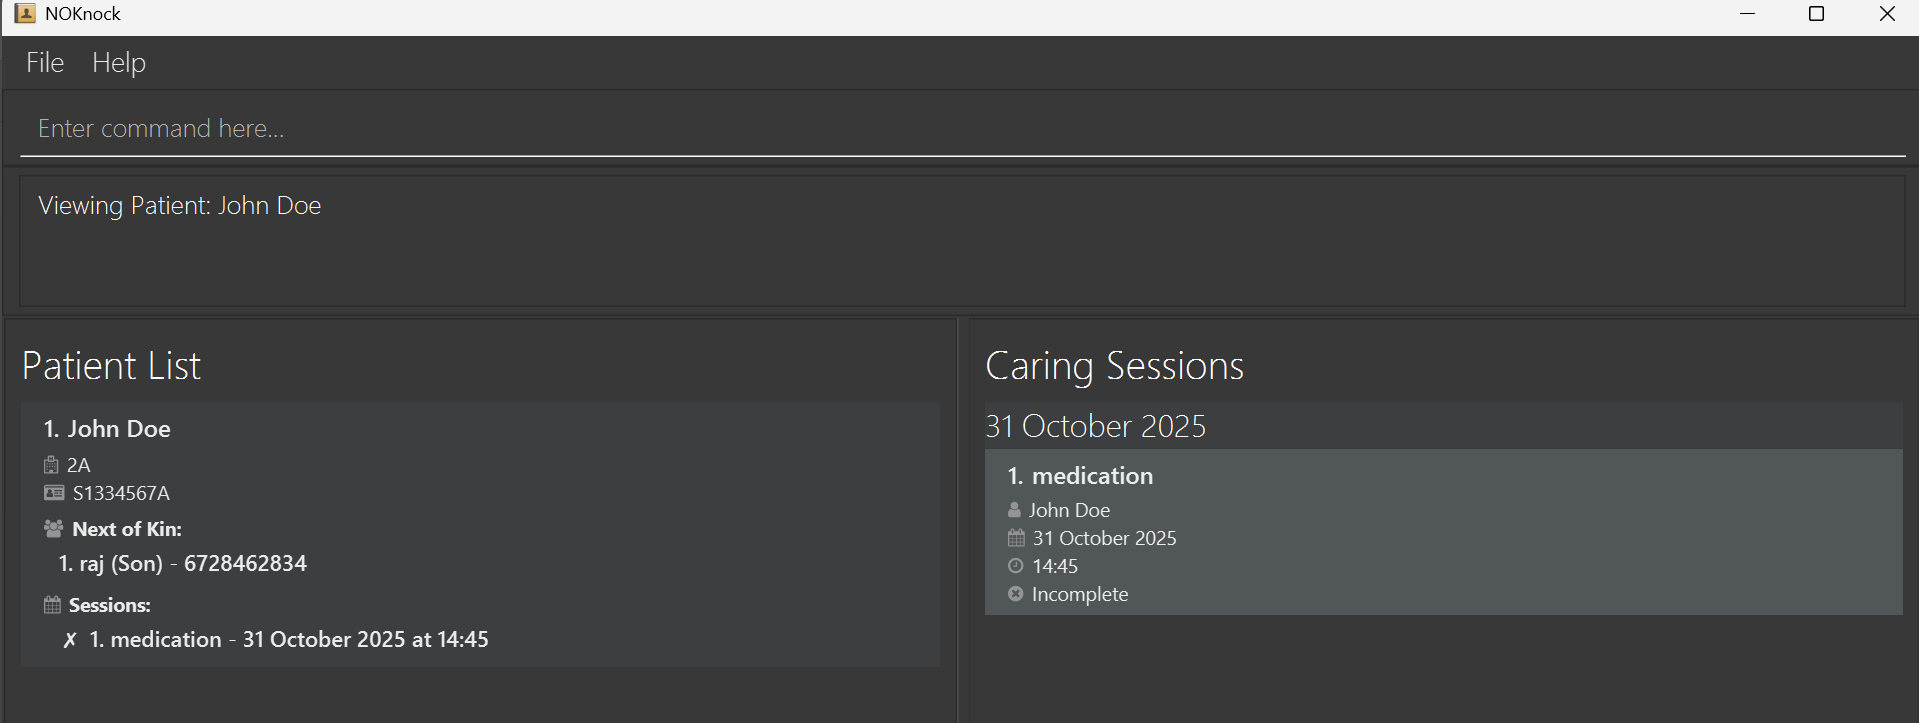 NOKnock
File Help
Enter command here...
Viewing Patient: John Doe
Patient List
1. John Doe
2A
S1334567A
Next of Kin:
1. raj (Son) - 6728462834
Sessions:
✗ 1. medication - 31 October 2025 at 14:45
Caring Sessions
31 October 2025
1. medication
John Doe
31 October 2025
14:45
Incomplete